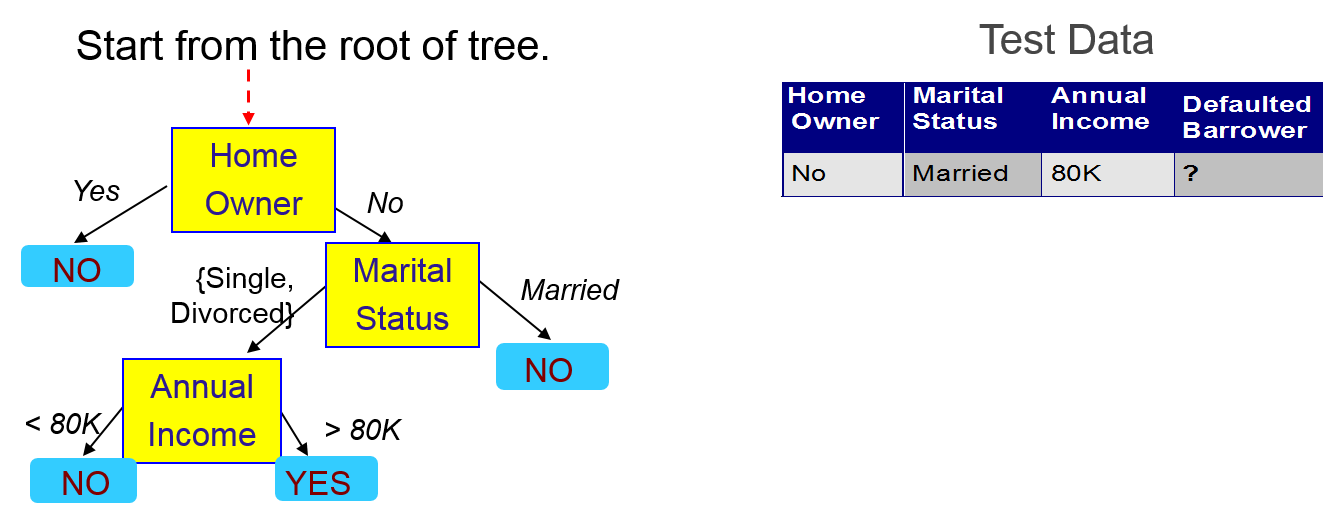 Start from the root of tree.
Home
Owner
Yes
No
NO
Marital
Status
{Single,
Divorced}
Married
NO
Annual
Income
< 80K
> 80K
NO
YES
Test Data
Home Owner
Marital Status
Annual Income
Defaulted Barrower
No
Married
80K
?